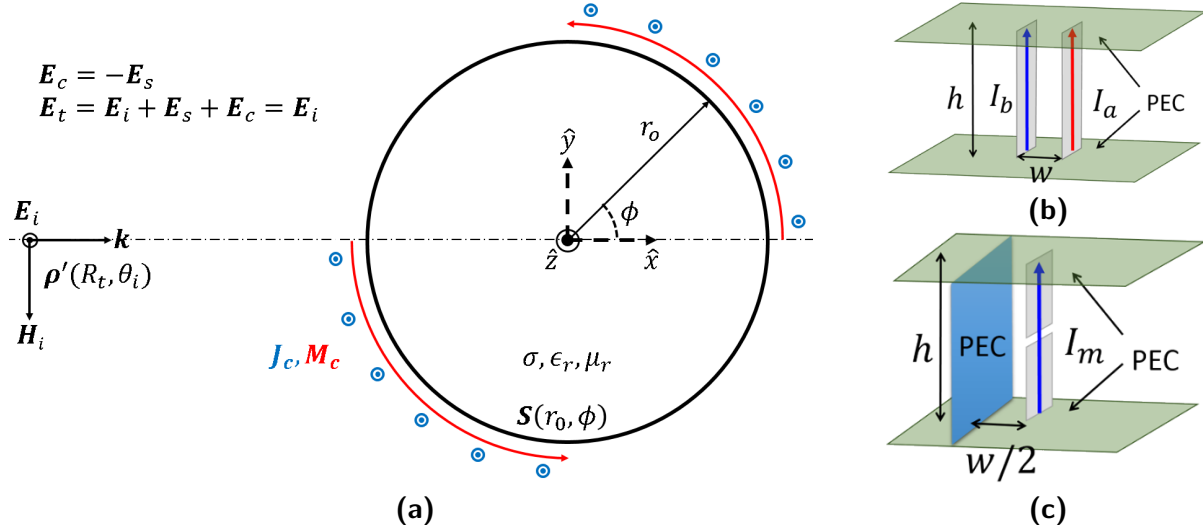 E_c = −E_s
E_t = E_i + E_s + E_c = E_i
E_i
k
ρ′(R_t, θ_i)
H_i
r_o
ŷ
ϕ
ẑ
x̂
J_c, M_c
σ, ϵ_r, μ_r
S(r_0, ϕ)
(a)
h
I_b
I_a
PEC
w
(b)
h
PEC
I_m
PEC
w/2
(c)